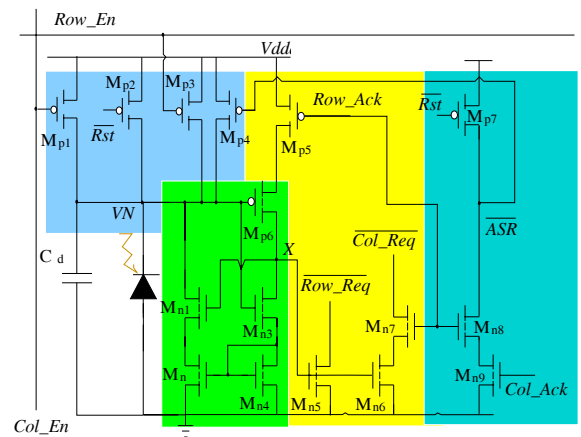 Row_En
Vdd
Mp1
Mp2
Rst
Mp3
Mp4
Mp5
Row_Ack
Rst
Mp7
VN
Mp6
Col_Req
ASR
X
Row_Req
C d
Mn1
Mn3
Mn7
Mn8
Mn
Mn4
Mn5
Mn6
Mn9
Col_Ack
Col_En